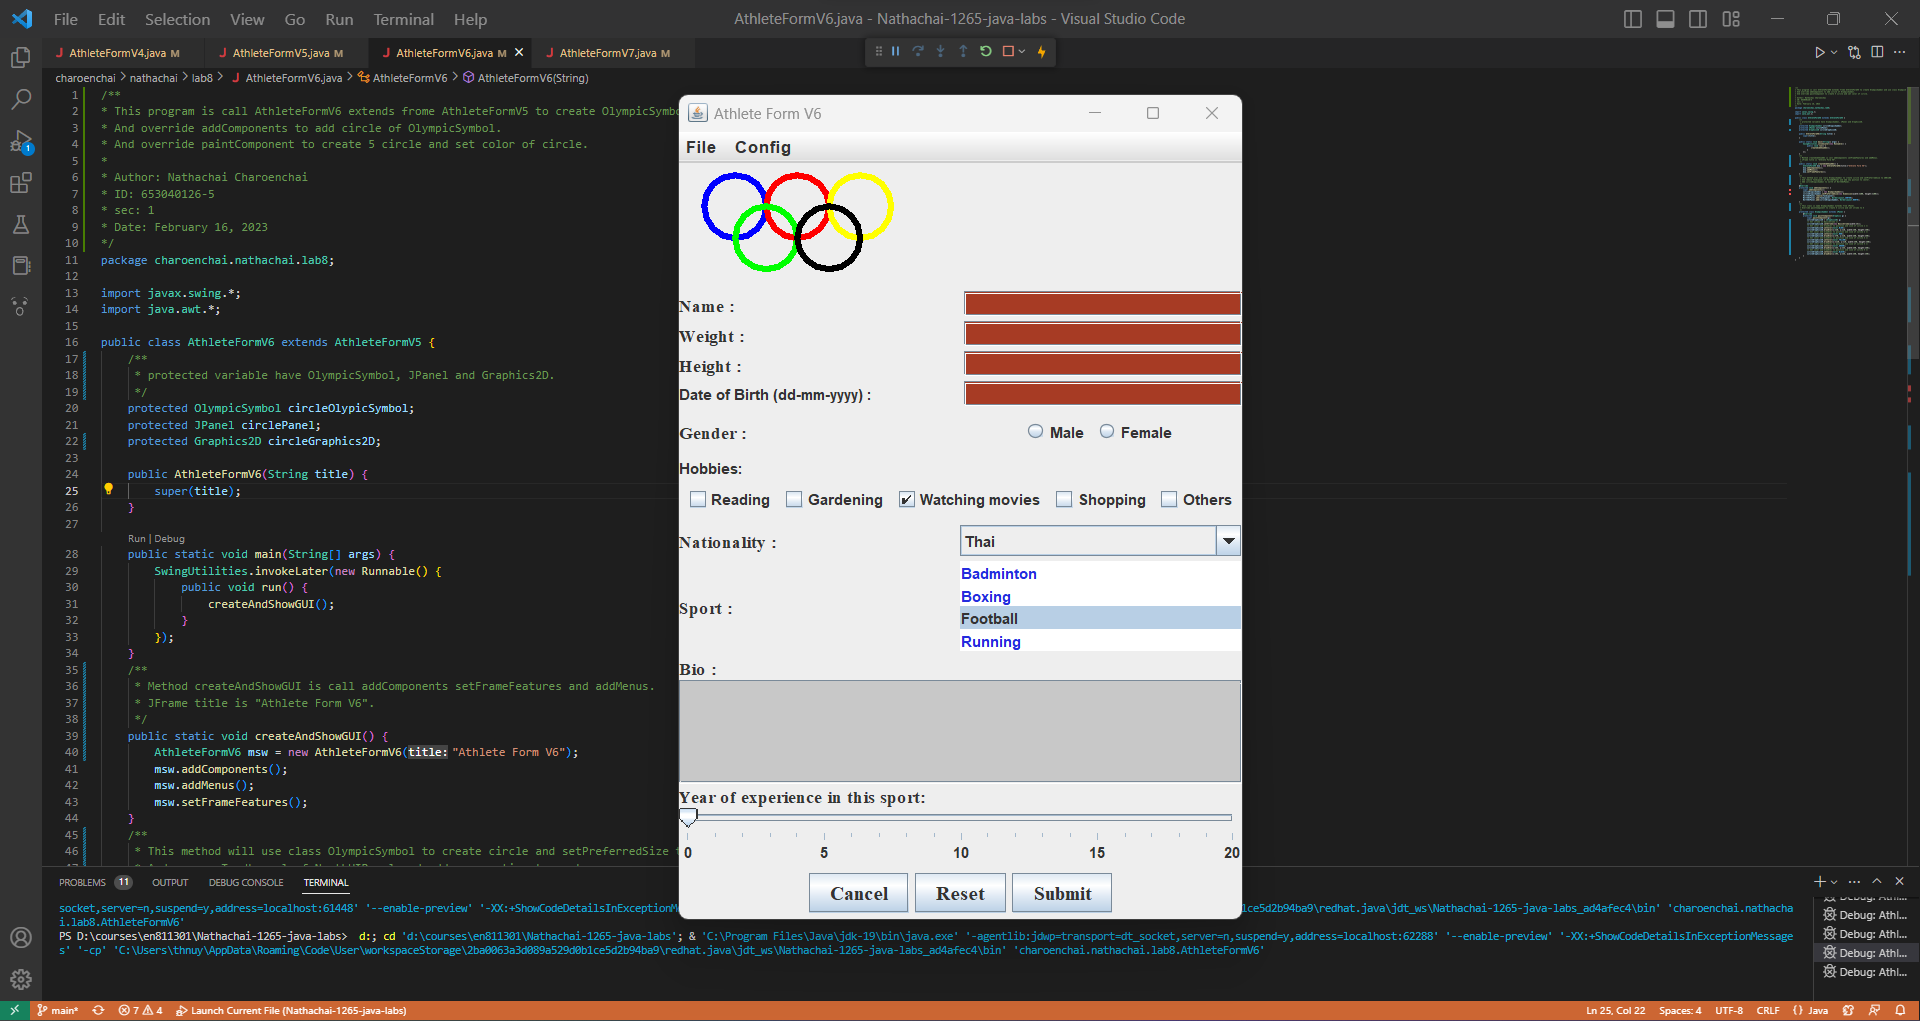 File Edit Selection View Go Run Terminal Help
AthleteFormV6.java - Nathachai-1265-java-labs - Visual Studio Code
AthleteFormV4.java M
AthleteFormV5.java M
AthleteFormV6.java M
AthleteFormV7.java M
charoenchai > nathachai > lab8 > AthleteFormV6.java > AthleteFormV6 > AthleteFormV6(String)
1 /**
2 * This program is call AthleteFormV6 extends frome AthleteFormV5 to create OlympicSymbo
3 * And override addComponents to add circle of OlympicSymbol.
4 * And override paintComponent to create 5 circle and set color of circle.
5 *
6 * Author: Nathachai Charoenchai
7 * ID: 653040126-5
8 * sec: 1
9 * Date: February 16, 2023
10 */
11 package charoenchai.nathachai.lab8;
12
13 import javax.swing.*;
14 import java.awt.*;
15
16 public class AthleteFormV6 extends AthleteFormV5 {
17 /**
18 * protected variable have OlympicSymbol, JPanel and Graphics2D.
19 */
20 protected OlympicSymbol circleOlypicSymbol;
21 protected JPanel circlePanel;
22 protected Graphics2D circleGraphics2D;
23
24 public AthleteFormV6(String title) {
25 super(title);
26 }
27
Run | Debug
28 public static void main(String[] args) {
29 SwingUtilities.invokeLater(new Runnable() {
30 public void run() {
31 createAndShowGUI();
32 }
33 });
34 }
35 /**
36 * Method createAndShowGUI is call addComponents setFrameFeatures and addMenus.
37 * JFrame title is "Athlete Form V6".
38 */
39 public static void createAndShowGUI() {
40 AthleteFormV6 msw = new AthleteFormV6(title: "Athlete Form V6");
41 msw.addComponents();
42 msw.addMenus();
43 msw.setFrameFeatures();
44 }
45 /**
46 * This method will use class OlympicSymbol to create circle and setPreferredSize
Athlete Form V6
File Config
Name :
Weight :
Height :
Date of Birth (dd-mm-yyyy) :
Gender : Male Female
Hobbies:
Reading Gardening Watching movies Shopping Others
Nationality : Thai
Badminton
Boxing
Sport :
Football
Running
Bio :
Year of experience in this sport:
0 5 10 15 20
Cancel Reset Submit
PROBLEMS 11 OUTPUT DEBUG CONSOLE TERMINAL
socket,server=n,suspend=y,address=localhost:61448' '--enable-preview' '-XX:+ShowCodeDetailsInExceptionM lce5d2b94ba9\redhat.java\jdt_ws\Nathachai-1265-java-labs_ad4afec4\bin' 'charoenchai.nathacha
i.lab8.AthleteFormV6'
PS D:\courses\en811301\Nathachai-1265-java-labs> d:; cd 'd:\courses\en811301\Nathachai-1265-java-labs'; & 'C:\Program Files\Java\jdk-19\bin\java.exe' '-agentlib:jdwp=transport=dt_socket,server=n,suspend=y,address=localhost:62288' '--enable-preview' '-XX:+ShowCodeDetailsInExceptionMessage
s' '-cp' 'C:\Users\thnuy\AppData\Roaming\Code\User\workspaceStorage\2ba0063a3d089a529d0b1ce5d2b94ba9\redhat.java\jdt_ws\Nathachai-1265-java-labs_ad4afec4\bin' 'charoenchai.nathachai.lab8.AthleteFormV6'
Debug: Athl...
Debug: Athl...
Debug: Athl...
Debug: Athl...
1
main* 7 4 Launch Current File (Nathachai-1265-java-labs) Ln 25, Col 22 Spaces: 4 UTF-8 CRLF {} Java